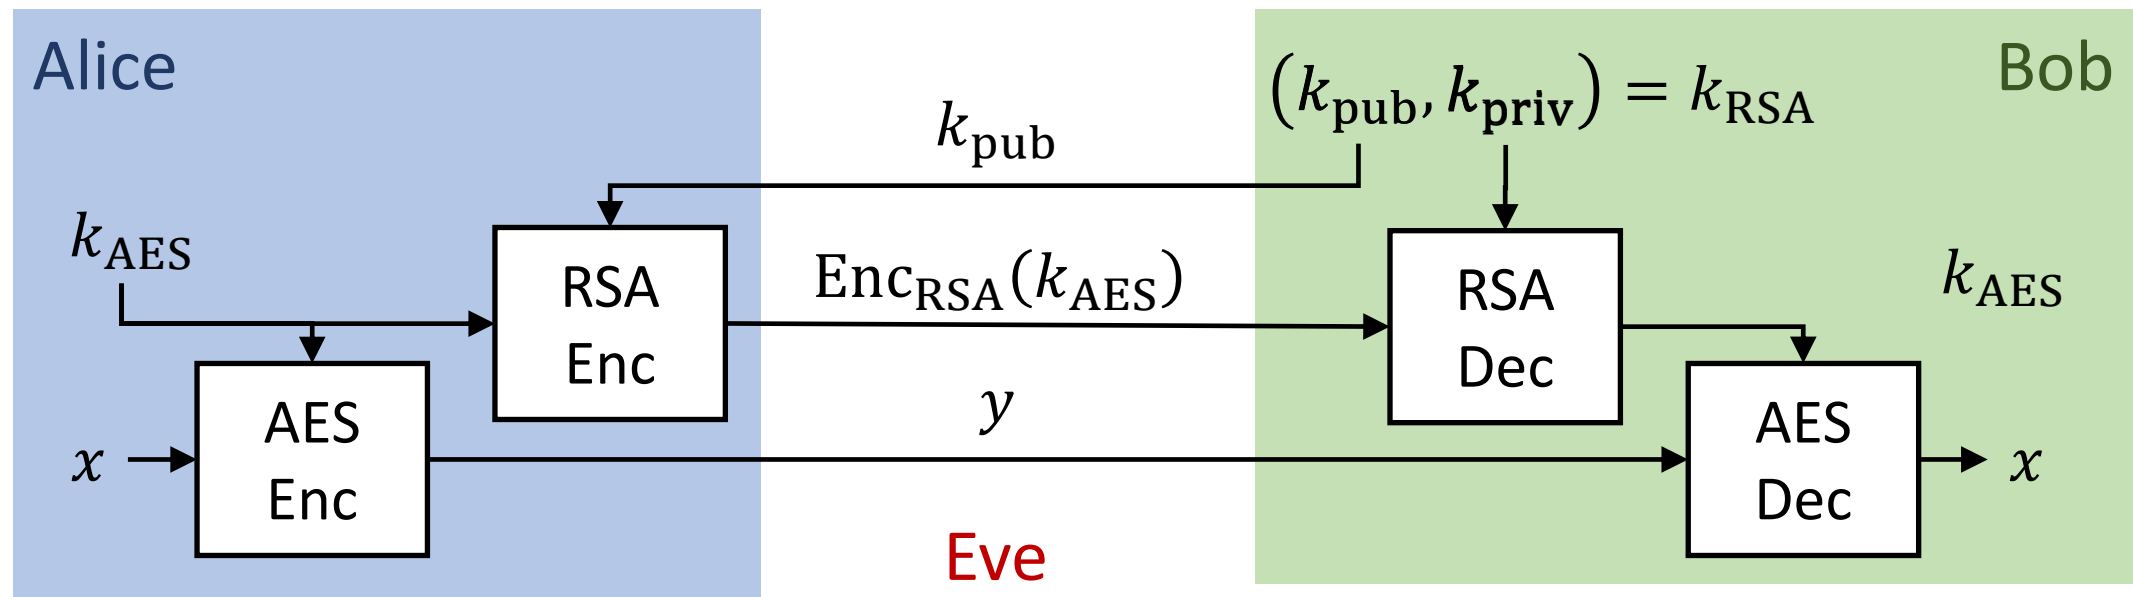 Alice
Bob
(k_pub, k_priv) = k_RSA
k_pub
k_AES
Enc_RSA(k_AES)
k_AES
RSA
Enc
RSA
Dec
y
AES
Enc
AES
Dec
x
x
Eve